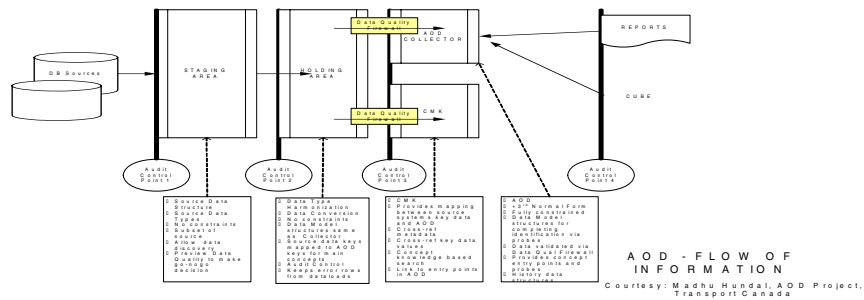 Data Quality
Firewall
AOD
COLLECTOR
REPORTS
DB Sources
STAGING
AREA
HOLDING
AREA
CUBE
Data Quality
Firewall
CMK
Audit
Control
Point 1
Audit
Control
Point 2
Audit
Control
Point 3
Audit
Control
Point 4
Source Data
Structure
Source Data
Types
No constraints
Subset of
source
Allow data
discovery
Preview Data
Quality to make
go-nogo
decision
Data Type
Harmonization
Data Conversion
No constraints
Data Model
structures same
as Collector
Source data keys
mapped to AOD
keys for main
concepts
Audit Control
Keeps error rows
from dataloads
CMK
Provides mapping
between source
systems key data
and AOD
Cross-ref
metadata
Cross-ref key data
values
Concept
knowledge based
search
Link to entry points
in AOD
AOD
+3rd Normal Form
Fully constrained
Data Model
structures for
completing
identification via
probes
Data validated via
Data Qual Firewall
Provides concept
entry points and
probes
History data
structures
AOD - FLOW OF
INFORMATION
Courtesy: Madhu Hundal, AOD Project,
Transport Canada